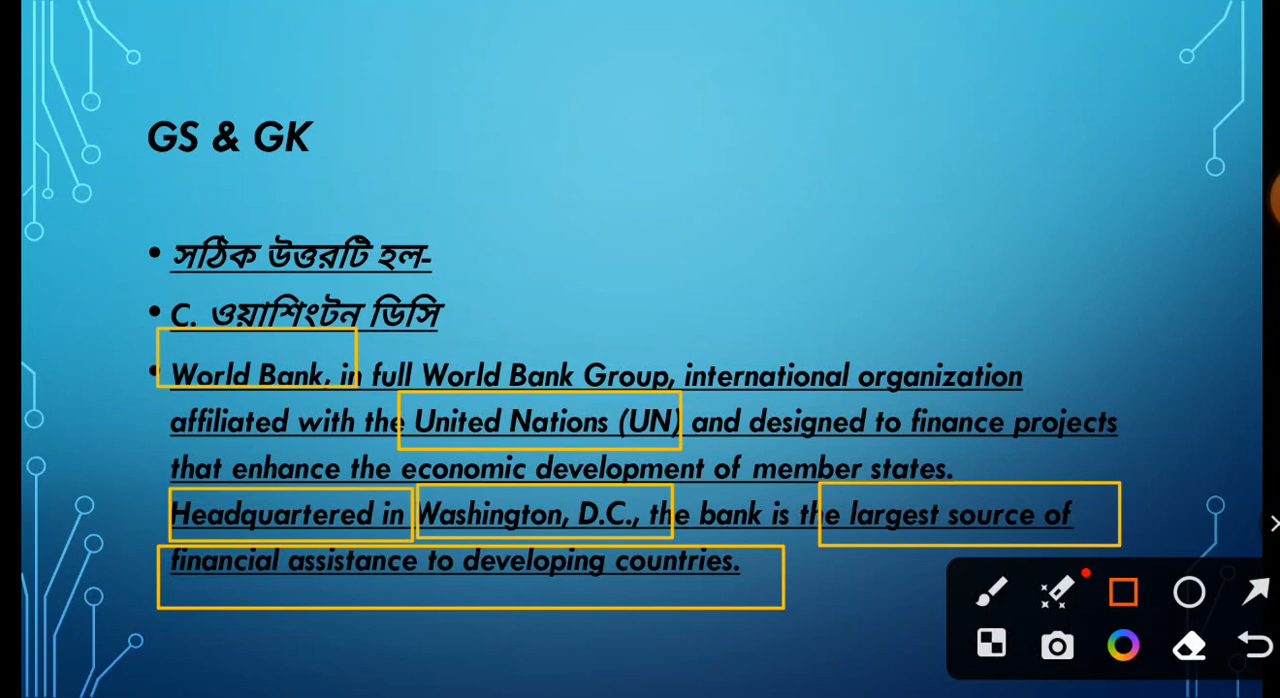 GS & GK
• সঠিক উত্তরটি হল-
• C. ওয়াশিংটন ডিসি
• World Bank, in full World Bank Group, international organization
affiliated with the United Nations (UN) and designed to finance projects
that enhance the economic development of member states.
Headquartered in Washington, D.C., the bank is the largest source of
financial assistance to developing countries.